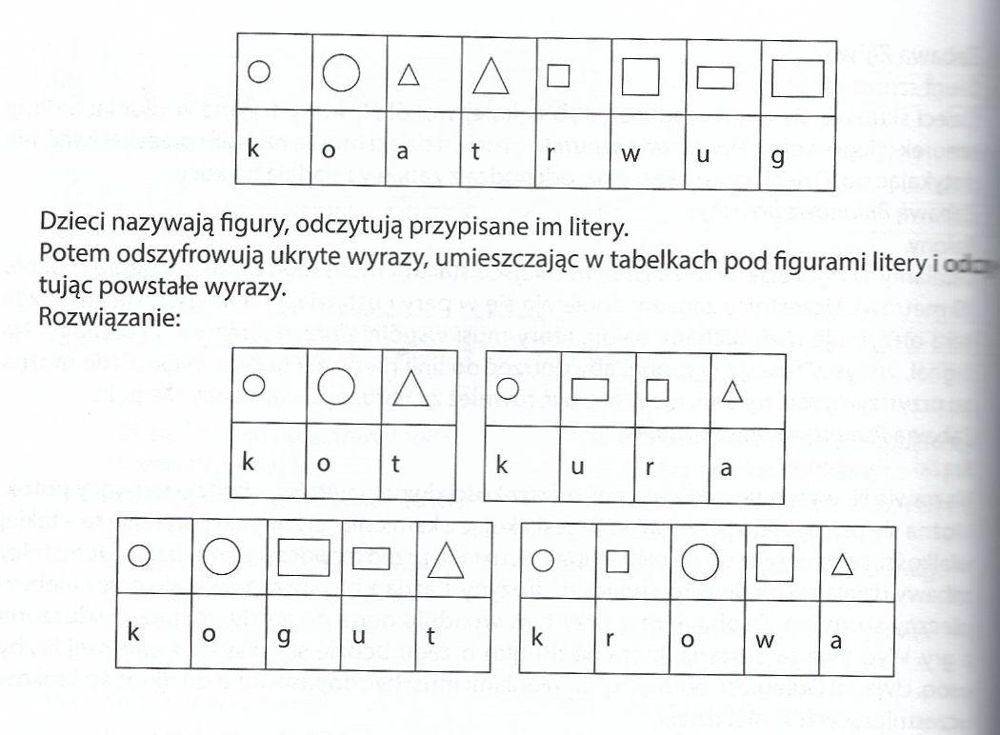 k o a t r w u g
Dzieci nazywają figury, odczytują przypisane im litery.
Potem odszyfrowują ukryte wyrazy, umieszczając w tabelkach pod figurami litery i
tując powstałe wyrazy.
Rozwiązanie:
k o t k u r a
k o g u t k r o w a